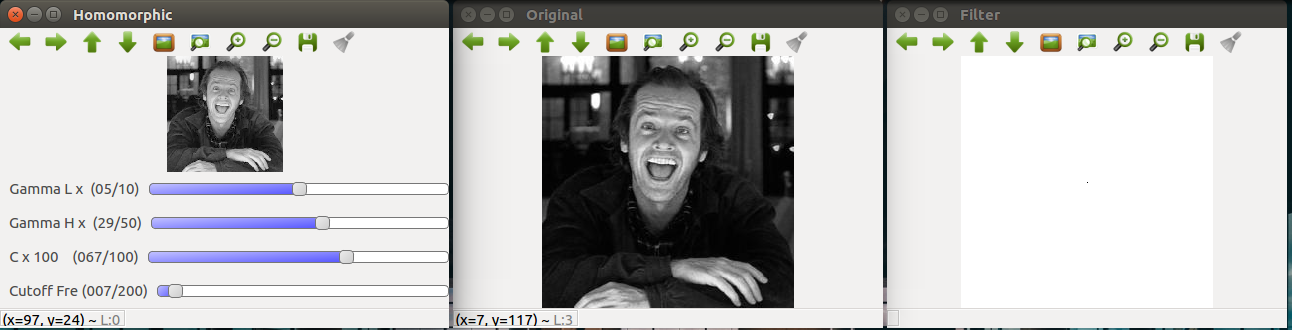 Homomorphic
Original
Filter
Gamma L x (05/10)
Gamma H x (29/50)
C x 100 (067/100)
Cutoff Fre (007/200)
(x=97, y=24) ~ L:0
(x=7, y=117) ~ L:3